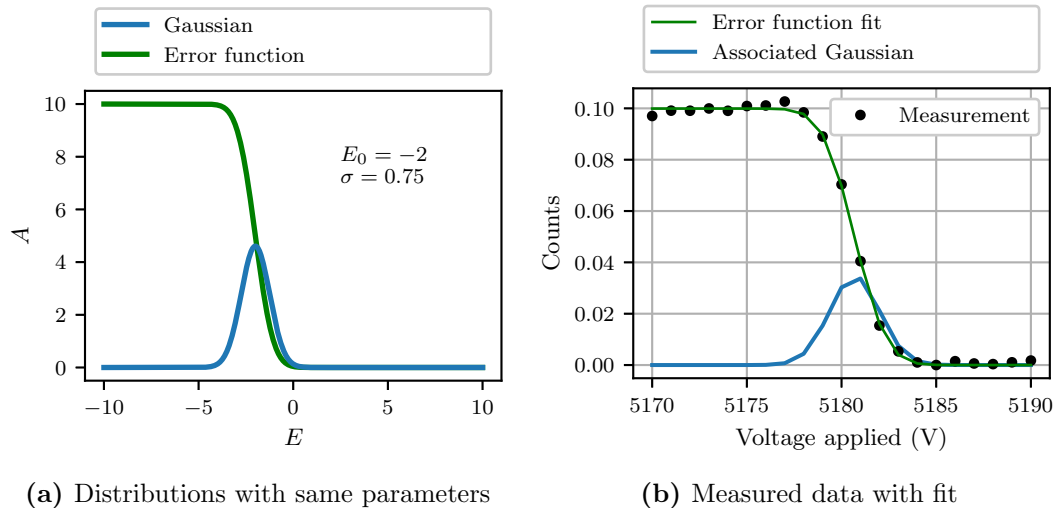 Gaussian
Error function
10
8
6
4
2
0
A
E₀ = −2
σ = 0.75
−10 −5 0 5 10
E
(a) Distributions with same parameters
Error function fit
Associated Gaussian
Measurement
0.10
0.08
0.06
0.04
0.02
0.00
Counts
5170 5175 5180 5185 5190
Voltage applied (V)
(b) Measured data with fit